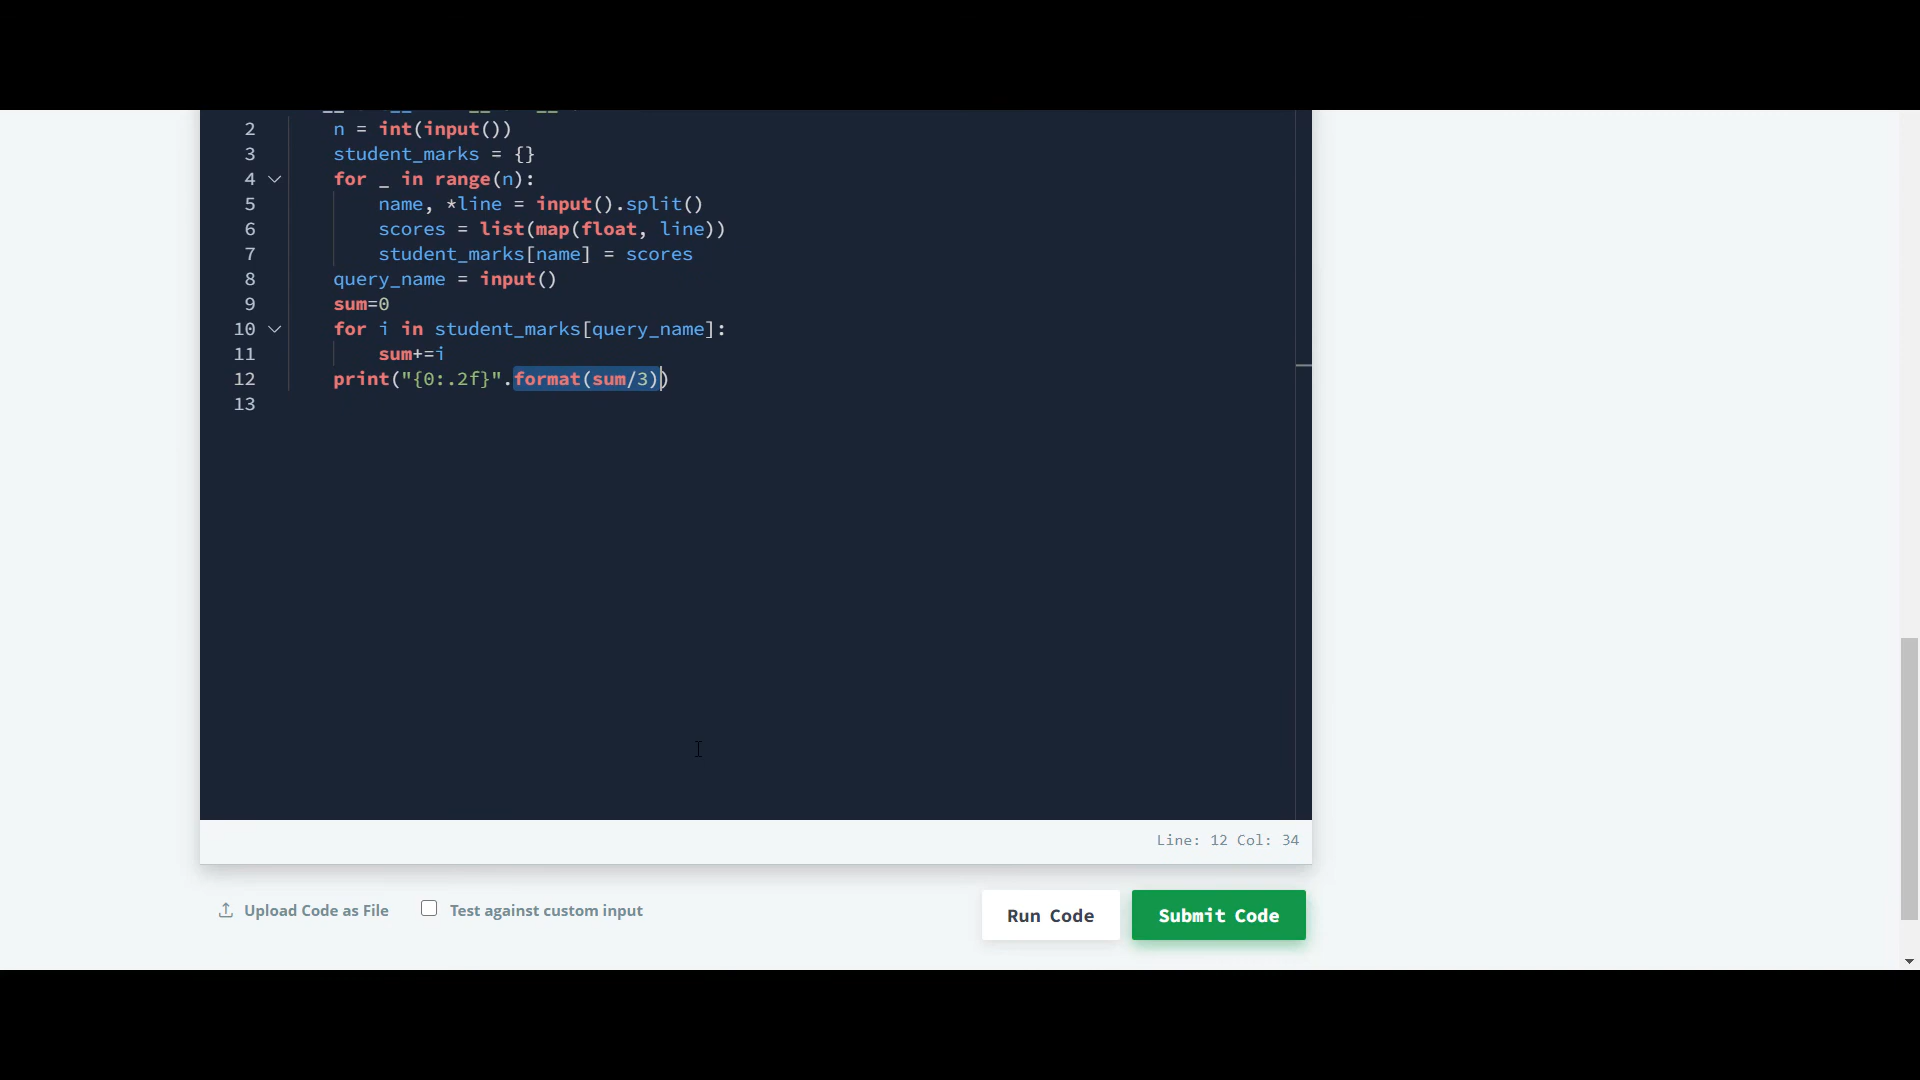 2 n = int(input())
3 student_marks = {}
4 for _ in range(n):
5 name, *line = input().split()
6 scores = list(map(float, line))
7 student_marks[name] = scores
8 query_name = input()
9 sum=0
10 for i in student_marks[query_name]:
11 sum+=i
12 print("{0:.2f}".format(sum/3))
13
Line: 12 Col: 34
Upload Code as File Test against custom input Run Code Submit Code